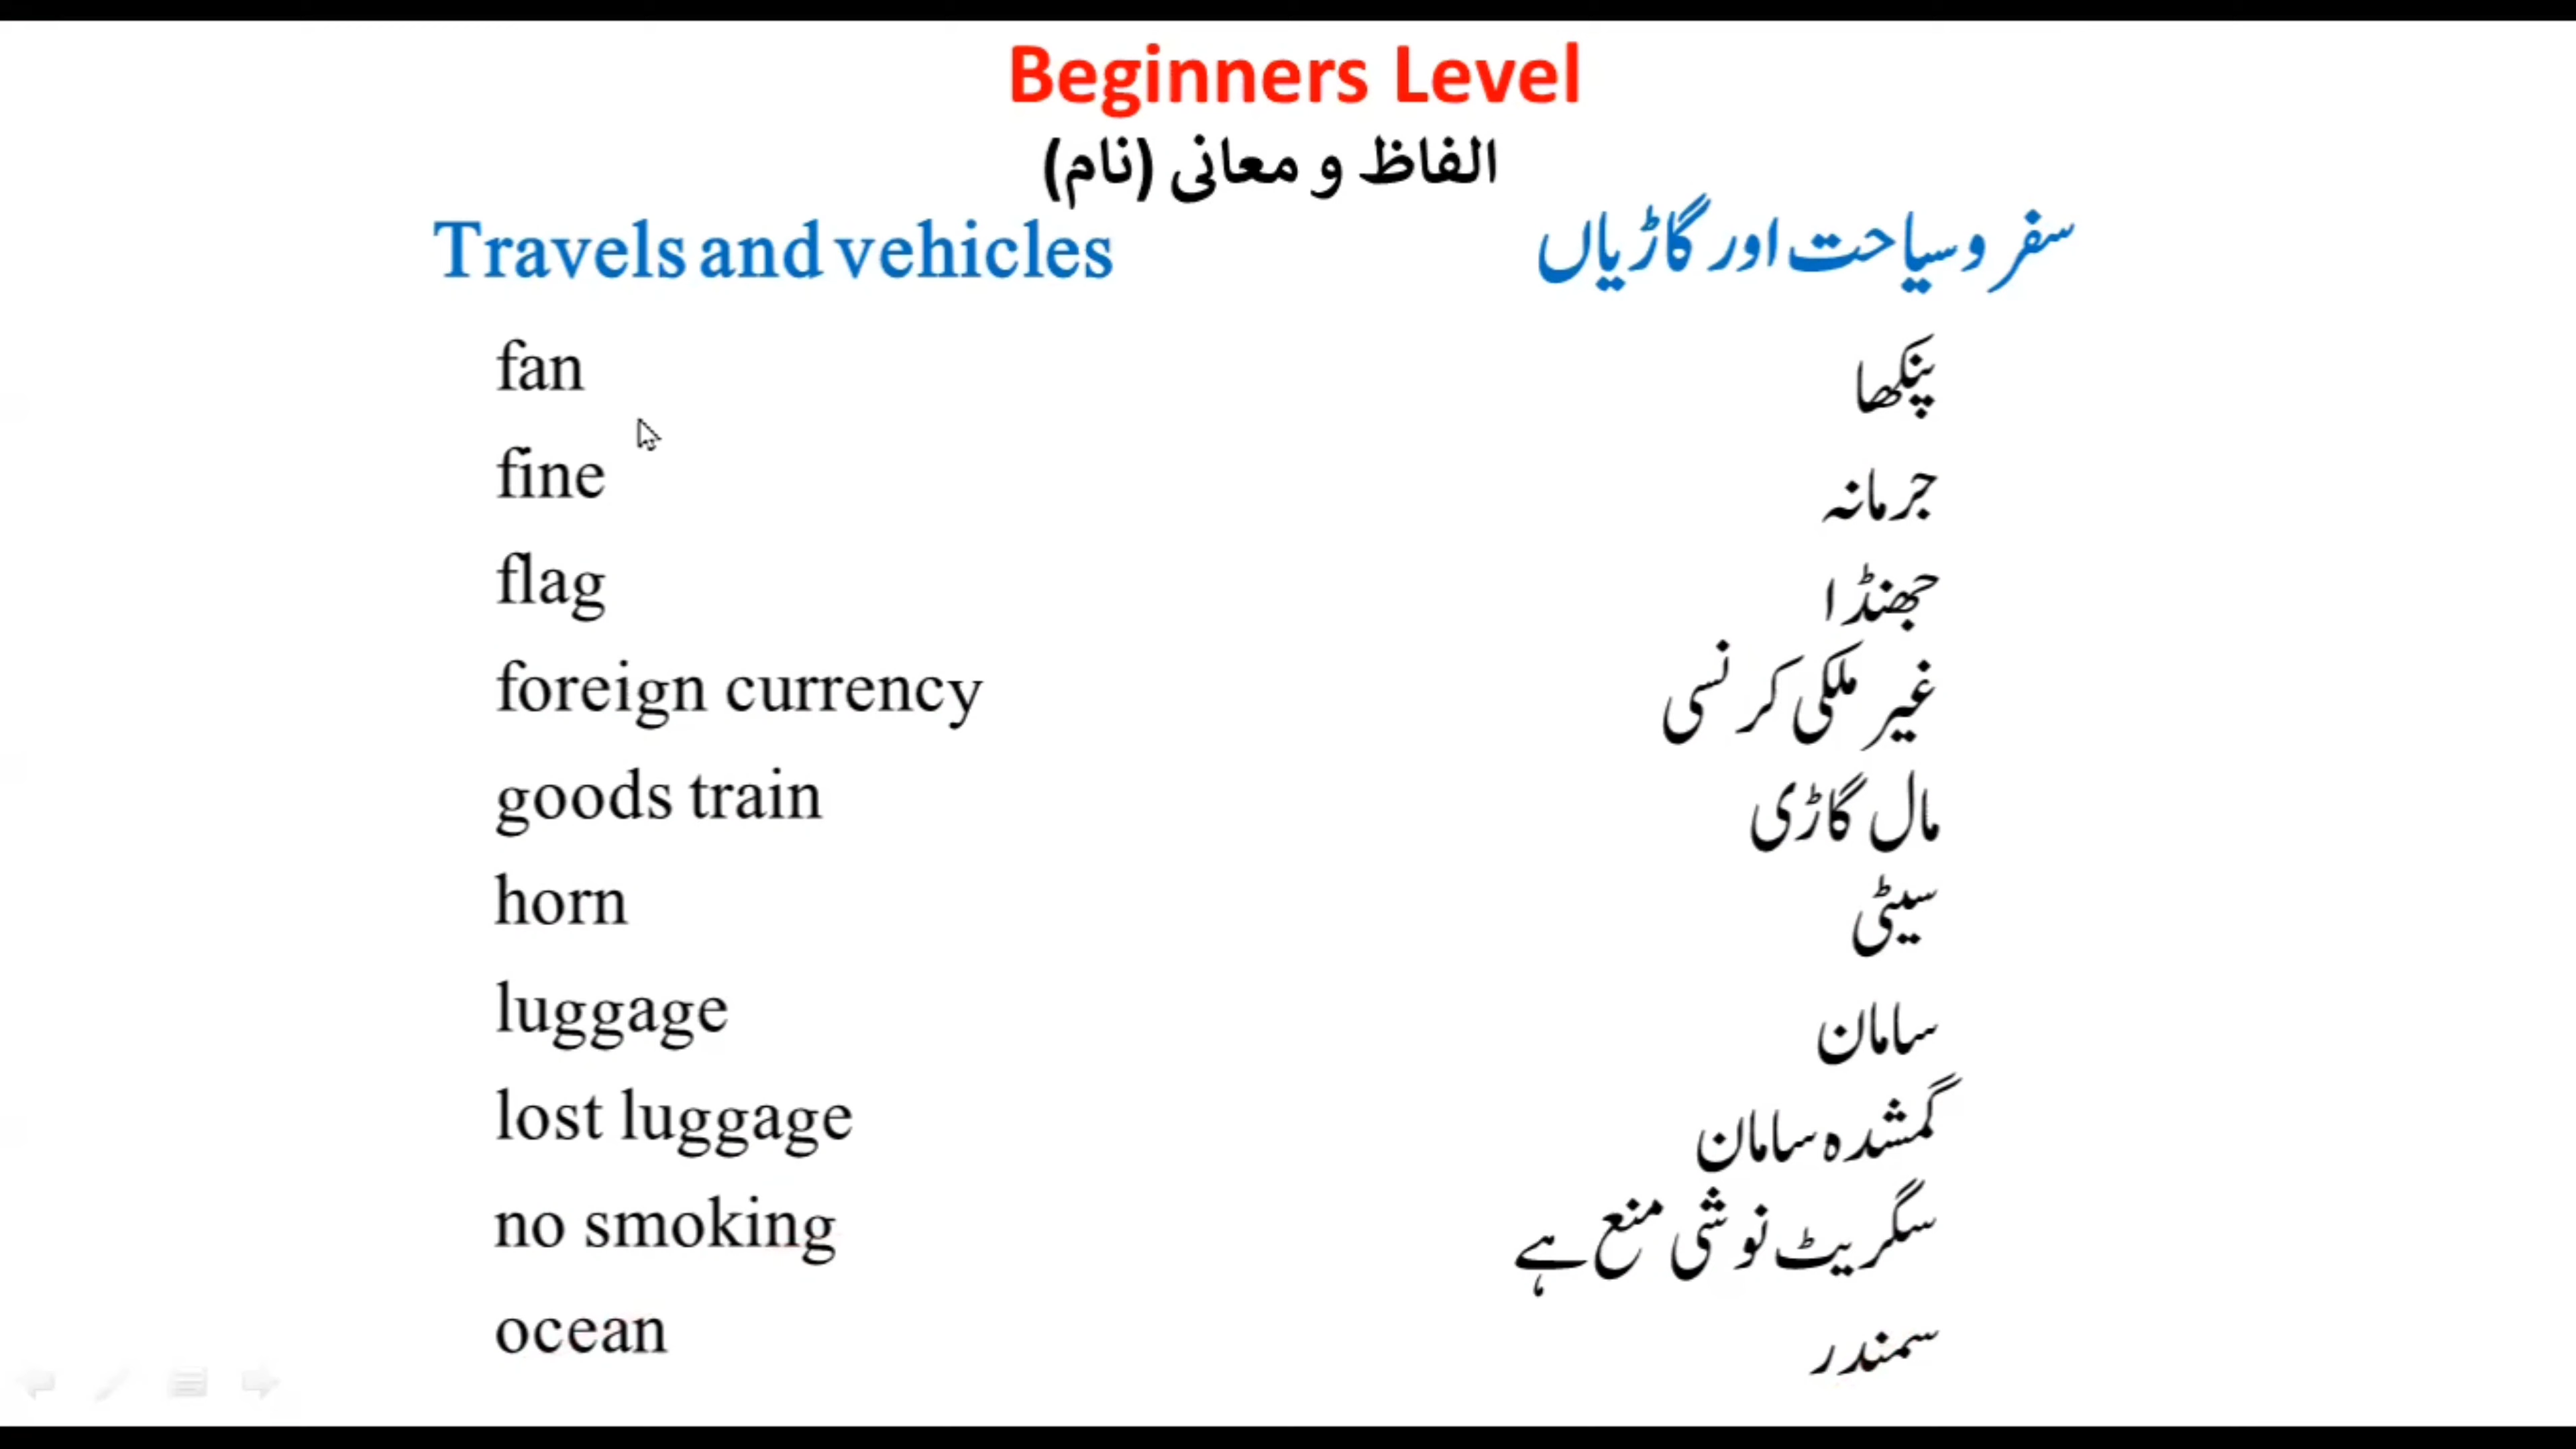 Beginners Level
الفاظ و معانی (نام)
Travels and vehicles سفر و سیاحت اور گاڑیاں
fan پنکھا
fine جرمانہ
flag جھنڈا
foreign currency غیر ملکی کرنسی
goods train مال گاڑی
horn سیٹی
luggage سامان
lost luggage گمشدہ سامان
no smoking سگریٹ نوشی منع ہے
ocean سمندر